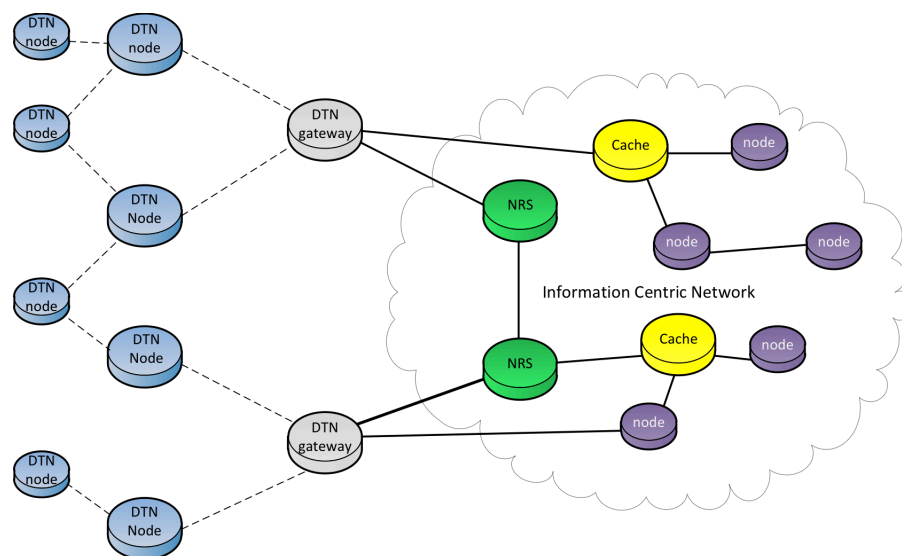 DTN
node
DTN
node
DTN
node
DTN
gateway
Cache
node
DTN
Node
NRS
node
node
DTN
node
Information Centric Network
DTN
Node
NRS
Cache
node
DTN
gateway
node
DTN
node
DTN
Node